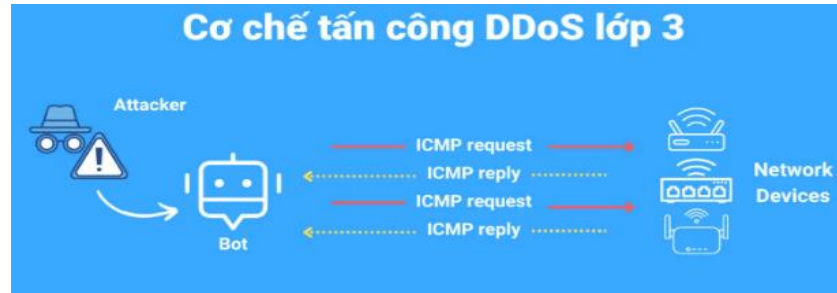 Cơ chế tấn công DDoS lớp 3
Attacker
ICMP request
ICMP reply
ICMP request
ICMP reply
Bot
Network
Devices